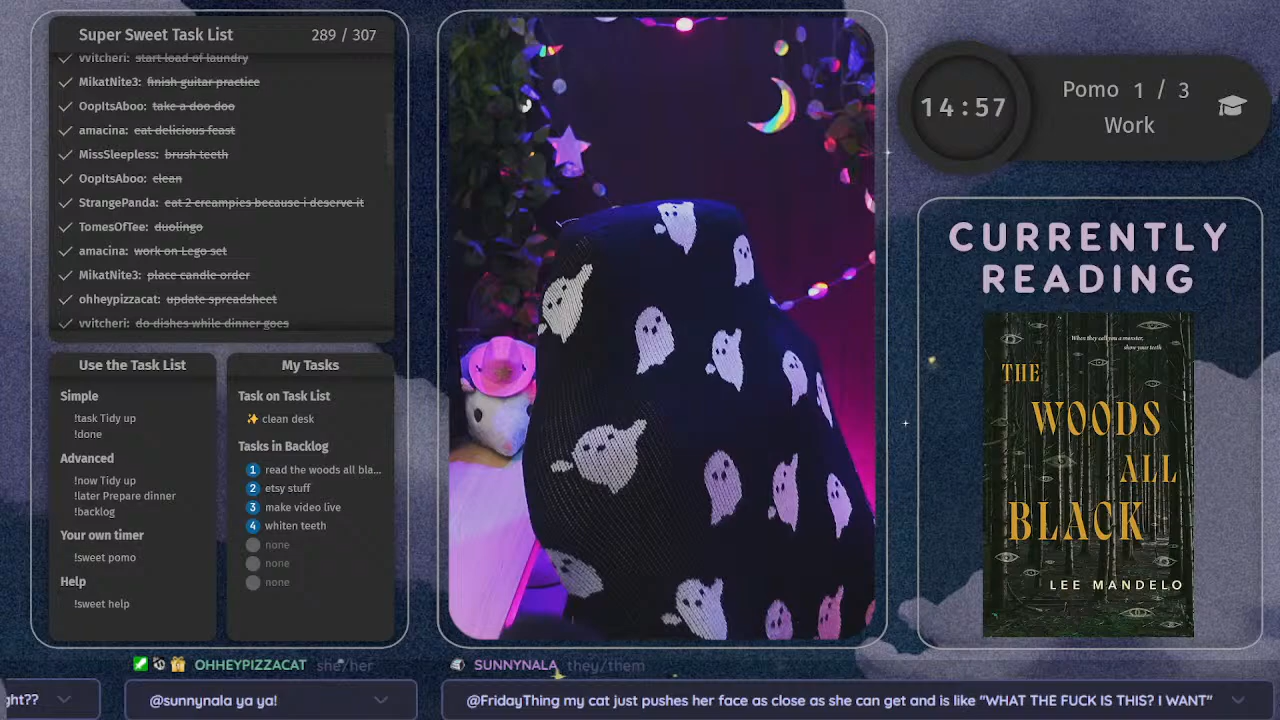 Super Sweet Task List 289 / 307
vvitcheri: start load of laundry
MikatNite3: finish guitar practice
OopItsAboo: take a doo doo
amacina: eat delicious feast
MissSleepless: brush teeth
OopItsAboo: clean
StrangePanda: eat 2 creampies because i deserve it
TomesOfTee: duolingo
amacina: work on Lego set
MikatNite3: place candle order
ohheypizzacat: update spreadsheet
vvitcheri: do dishes while dinner goes
Use the Task List
Simple
!task Tidy up
!done
Advanced
!now Tidy up
!later Prepare dinner
!backlog
Your own timer
!sweet pomo
Help
!sweet help
My Tasks
Task on Task List
✨ clean desk
Tasks in Backlog
1 read the woods all bla...
2 etsy stuff
3 make video live
4 whiten teeth
none
none
none
14:57
Pomo 1 / 3
Work
CURRENTLY
READING
When they call you a monster,
show your teeth
THE
WOODS
ALL
BLACK
LEE MANDELO
ght??
OHHEYPIZZACAT she/her
@sunnynala ya ya!
SUNNYNALA they/them
@FridayThing my cat just pushes her face as close as she can get and is like "WHAT THE FUCK IS THIS? I WANT"